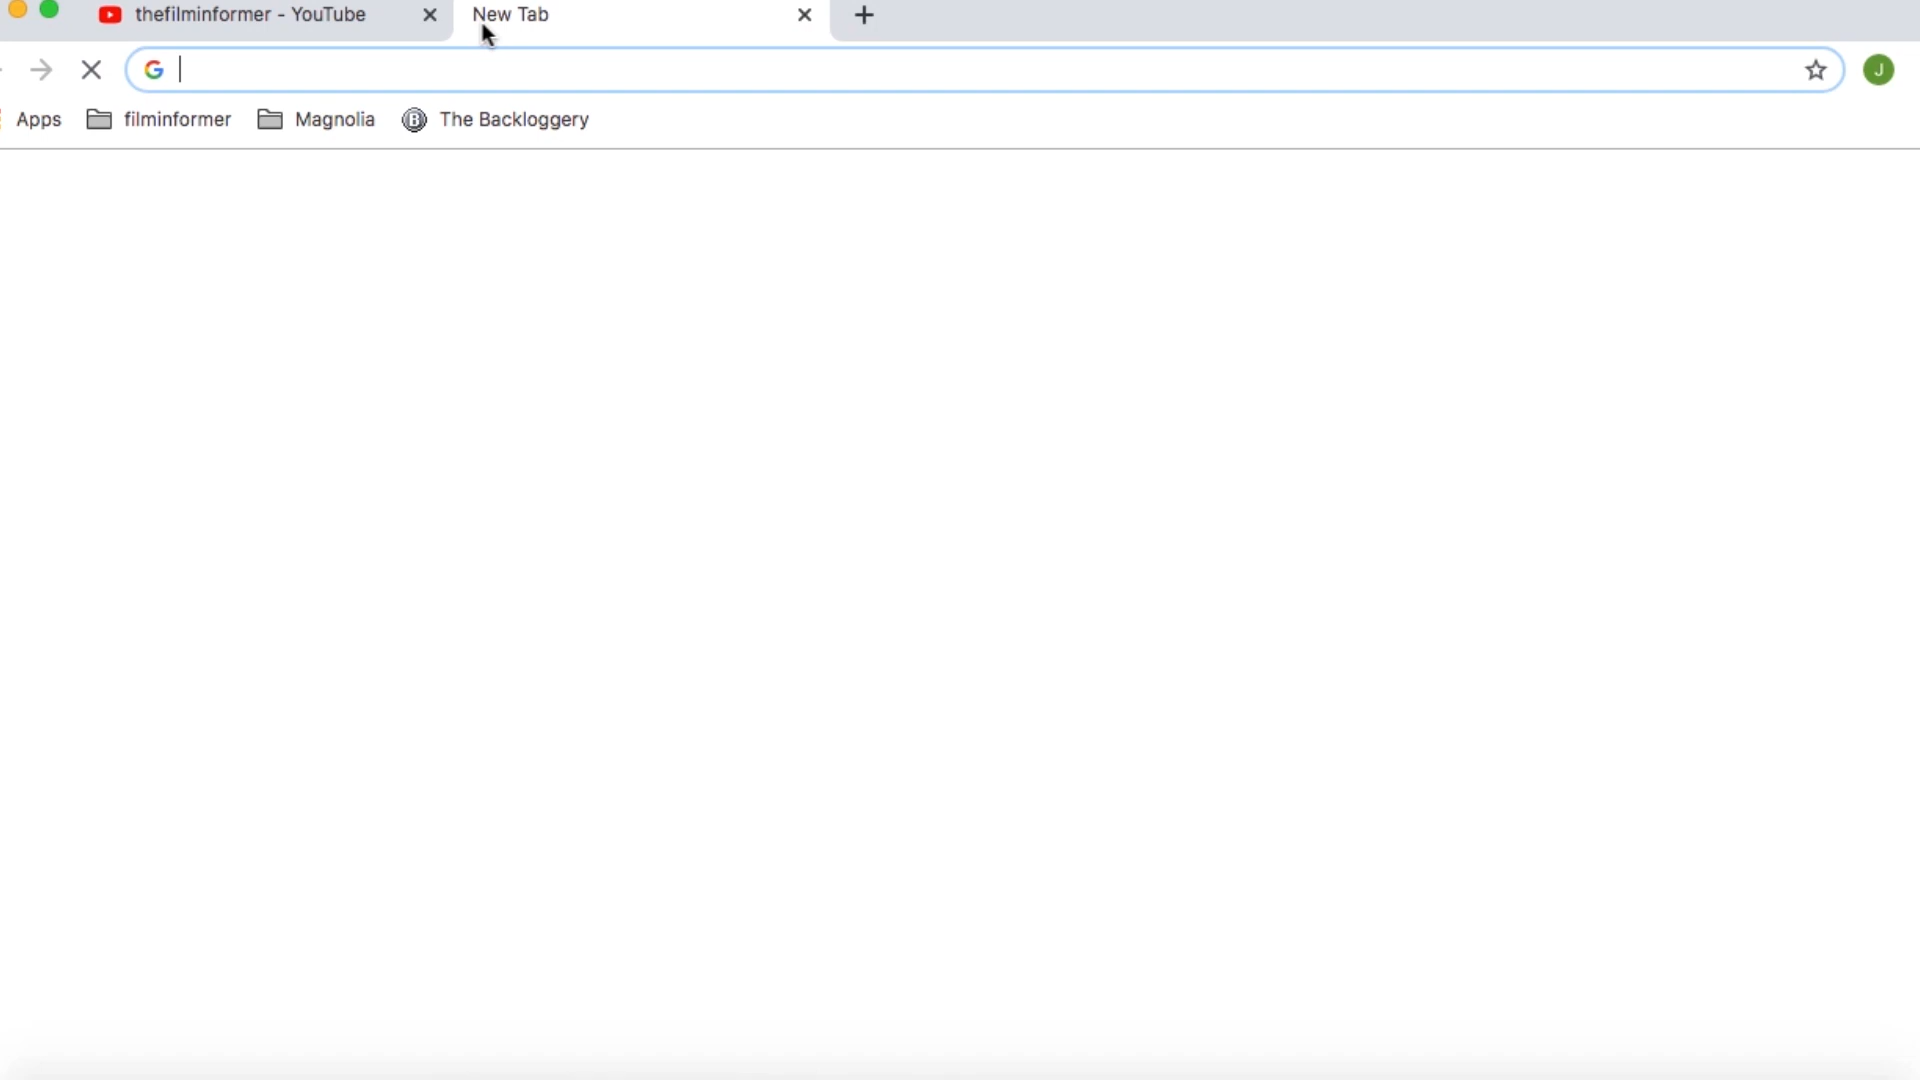 thefilminformer - YouTube New Tab
G
J
Apps filminformer Magnolia B The Backloggery